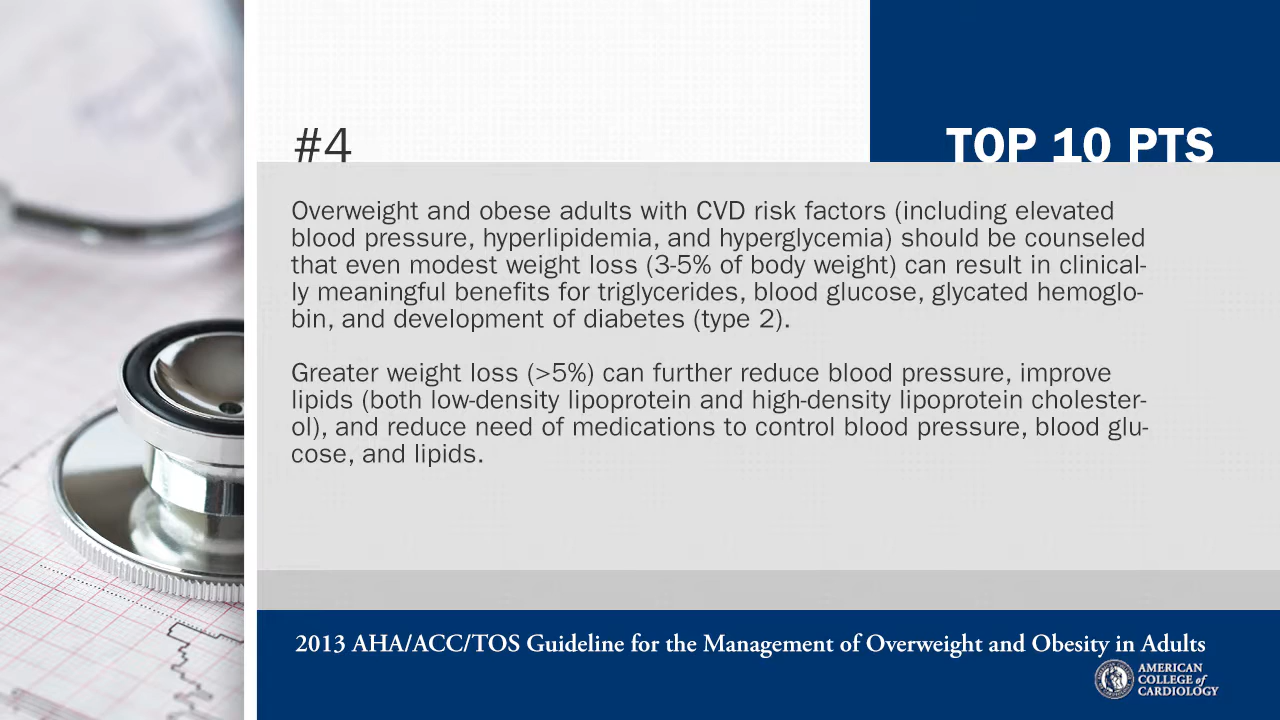 #4
TOP 10 PTS
Overweight and obese adults with CVD risk factors (including elevated
blood pressure, hyperlipidemia, and hyperglycemia) should be counseled
that even modest weight loss (3-5% of body weight) can result in clinical-
ly meaningful benefits for triglycerides, blood glucose, glycated hemoglo-
bin, and development of diabetes (type 2).
Greater weight loss (>5%) can further reduce blood pressure, improve
lipids (both low-density lipoprotein and high-density lipoprotein cholester-
ol), and reduce need of medications to control blood pressure, blood glu-
cose, and lipids.
2013 AHA/ACC/TOS Guideline for the Management of Overweight and Obesity in Adults
AMERICAN
COLLEGE of
CARDIOLOGY